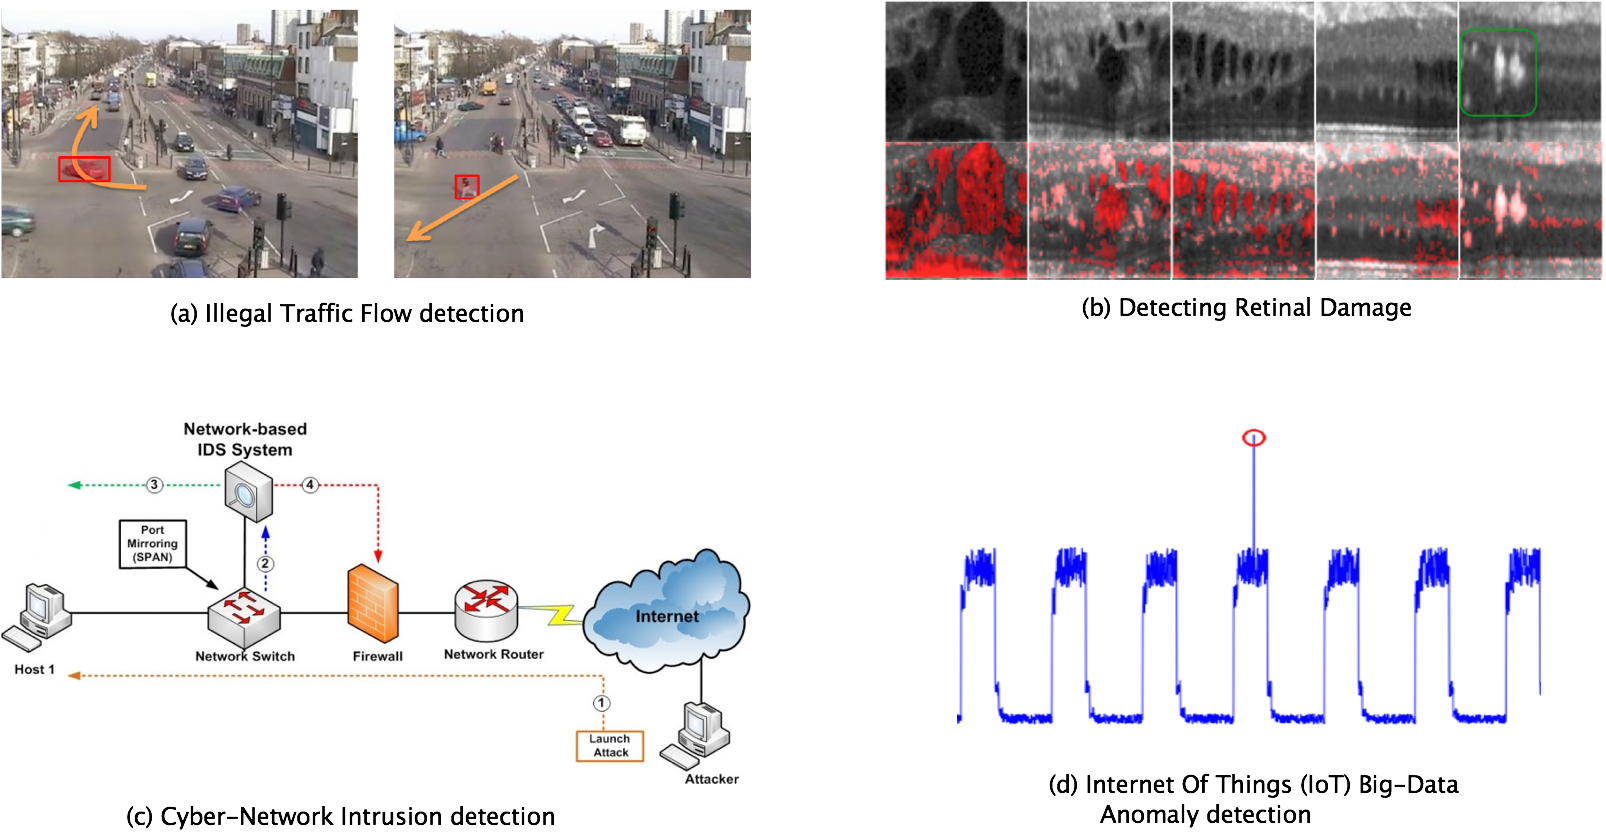 (a) Illegal Traffic Flow detection
(b) Detecting Retinal Damage
Network-based
IDS System
3
4
Port
Mirroring
(SPAN)
2
Internet
Host 1
Network Switch
Firewall
Network Router
1
Launch
Attack
Attacker
(c) Cyber-Network Intrusion detection
(d) Internet Of Things (IoT) Big-Data
Anomaly detection